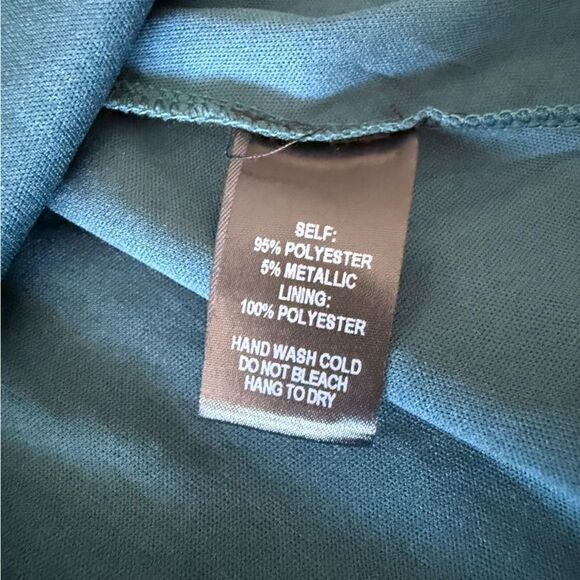 SELF:
95% POLYESTER
5% METALLIC
LINING:
100% POLYESTER
HAND WASH COLD
DO NOT BLEACH
HANG TO DRY